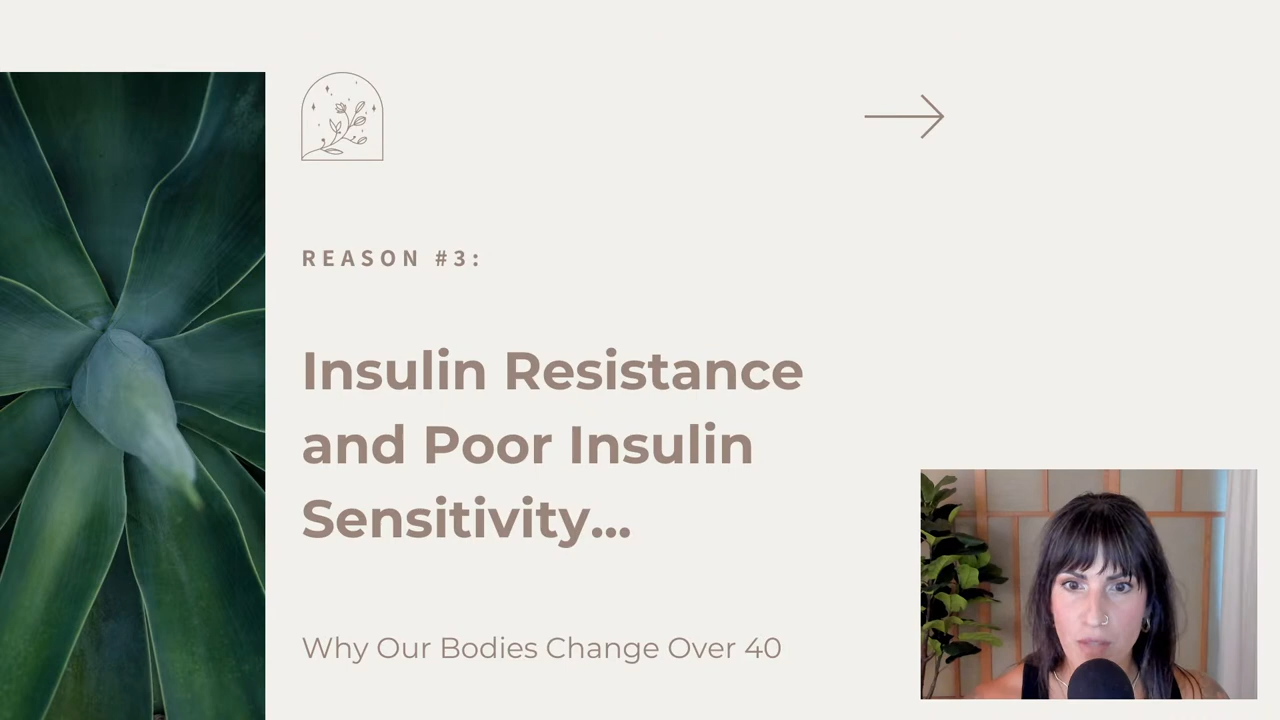 REASON #3:
Insulin Resistance
and Poor Insulin
Sensitivity...
Why Our Bodies Change Over 40